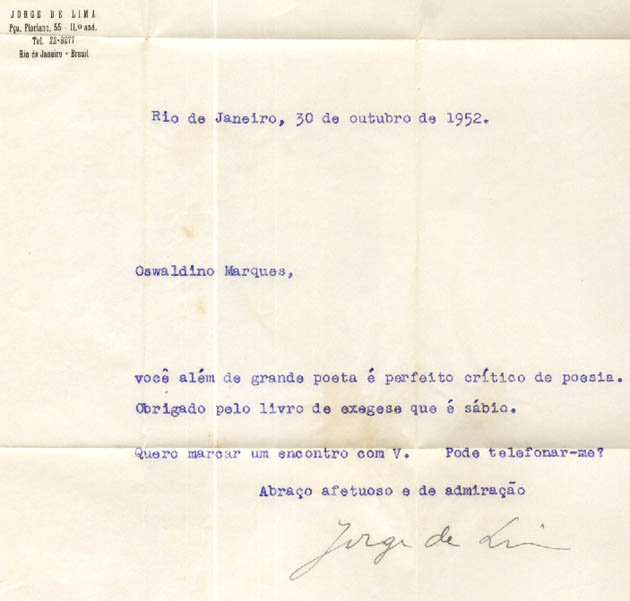 JORGE DE LIMA
Pça. Floriano, 55 - 11.º and.
Tel. 22-8277
Rio de Janeiro - Brasil
Rio de Janeiro, 30 de outubro de 1952.
Oswaldino Marques,
você além de grande poeta é perfeito crítico de poesia.
Obrigado pelo livro de exegese que é sábio.
Quero marcar um encontro com V. Pode telefonar-me?
Abraço afetuoso e de admiração
Jorge de Lima